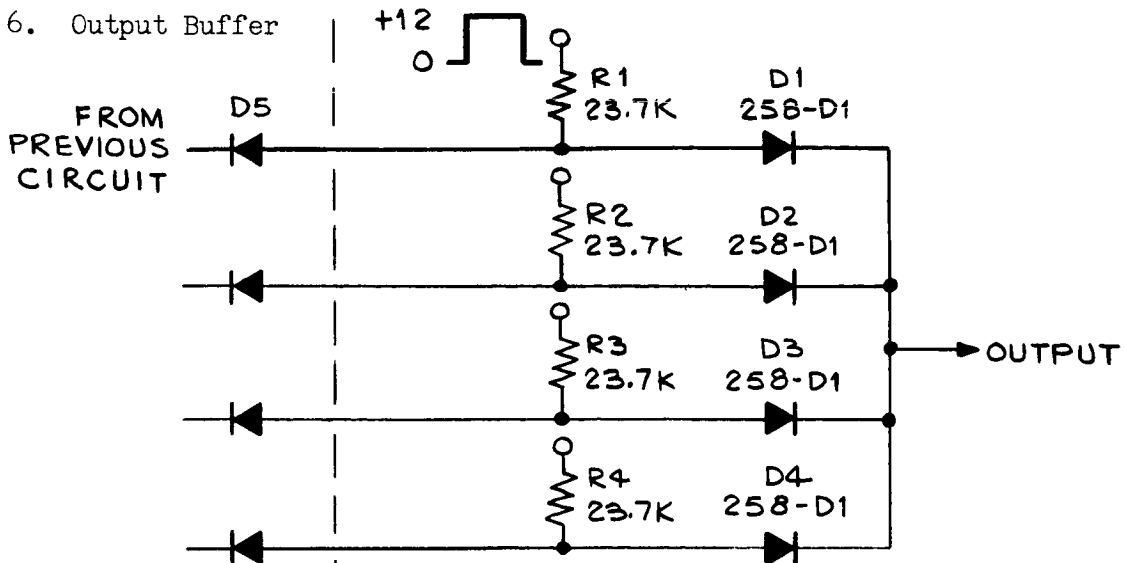 6. Output Buffer
+12
0
R1
23.7K
D1
258-D1
D5
FROM
PREVIOUS
CIRCUIT
R2
23.7K
D2
258-D1
R3
23.7K
D3
258-D1
OUTPUT
R4
23.7K
D4
258-D1